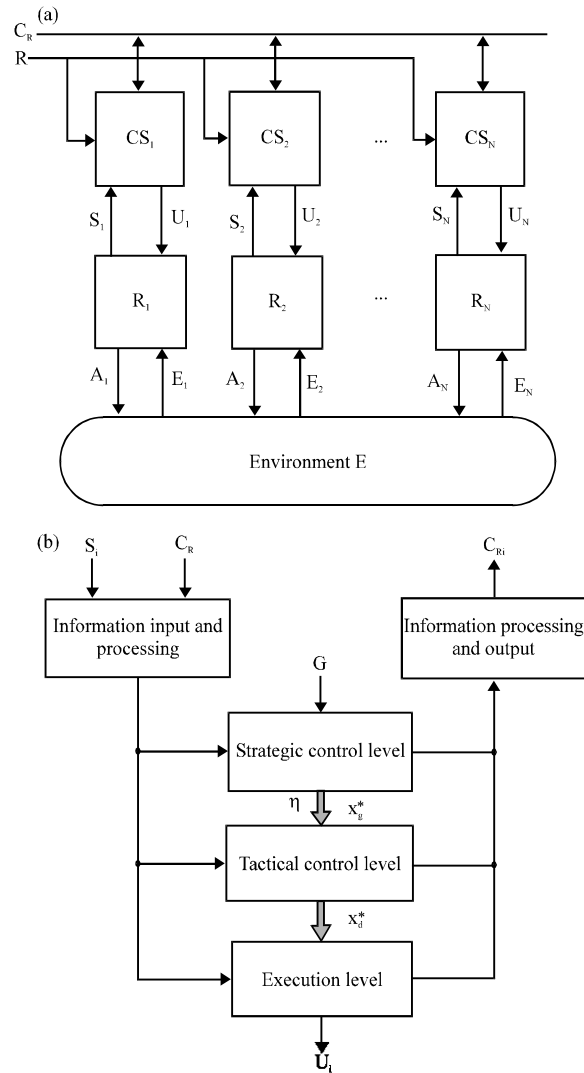 (a)
C_R
R
CS_1 CS_2 ... CS_N
S_1 U_1 S_2 U_2 S_N U_N
R_1 R_2 ... R_N
A_1 E_1 A_2 E_2 A_N E_N
Environment E
(b)
S_i C_R C_Ri
Information input and
processing
Information processing
and output
G
Strategic control level
η x_g^*
Tactical control level
x_d^*
Execution level
U_i